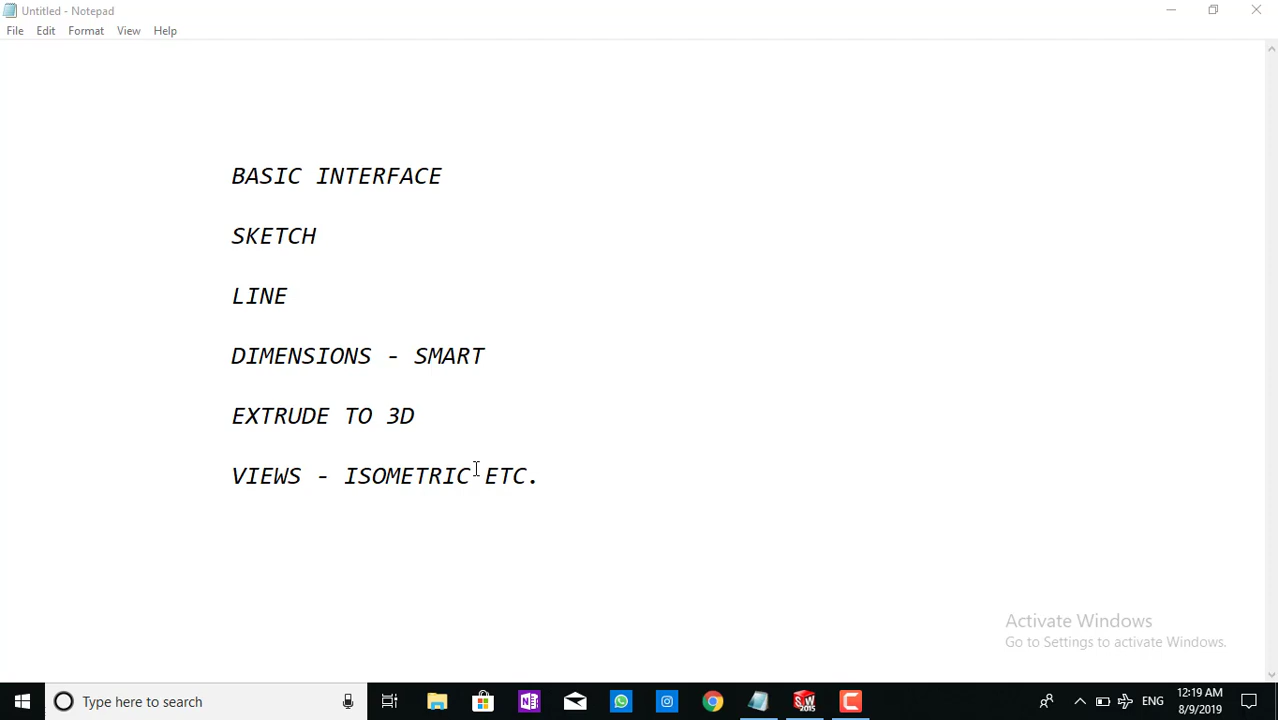 Untitled - Notepad
File Edit Format View Help
BASIC INTERFACE
SKETCH
LINE
DIMENSIONS - SMART
EXTRUDE TO 3D
VIEWS - ISOMETRIC ETC.
Activate Windows
Go to Settings to activate Windows.
Type here to search
SW
2015
ENG
12:19 AM
8/9/2019